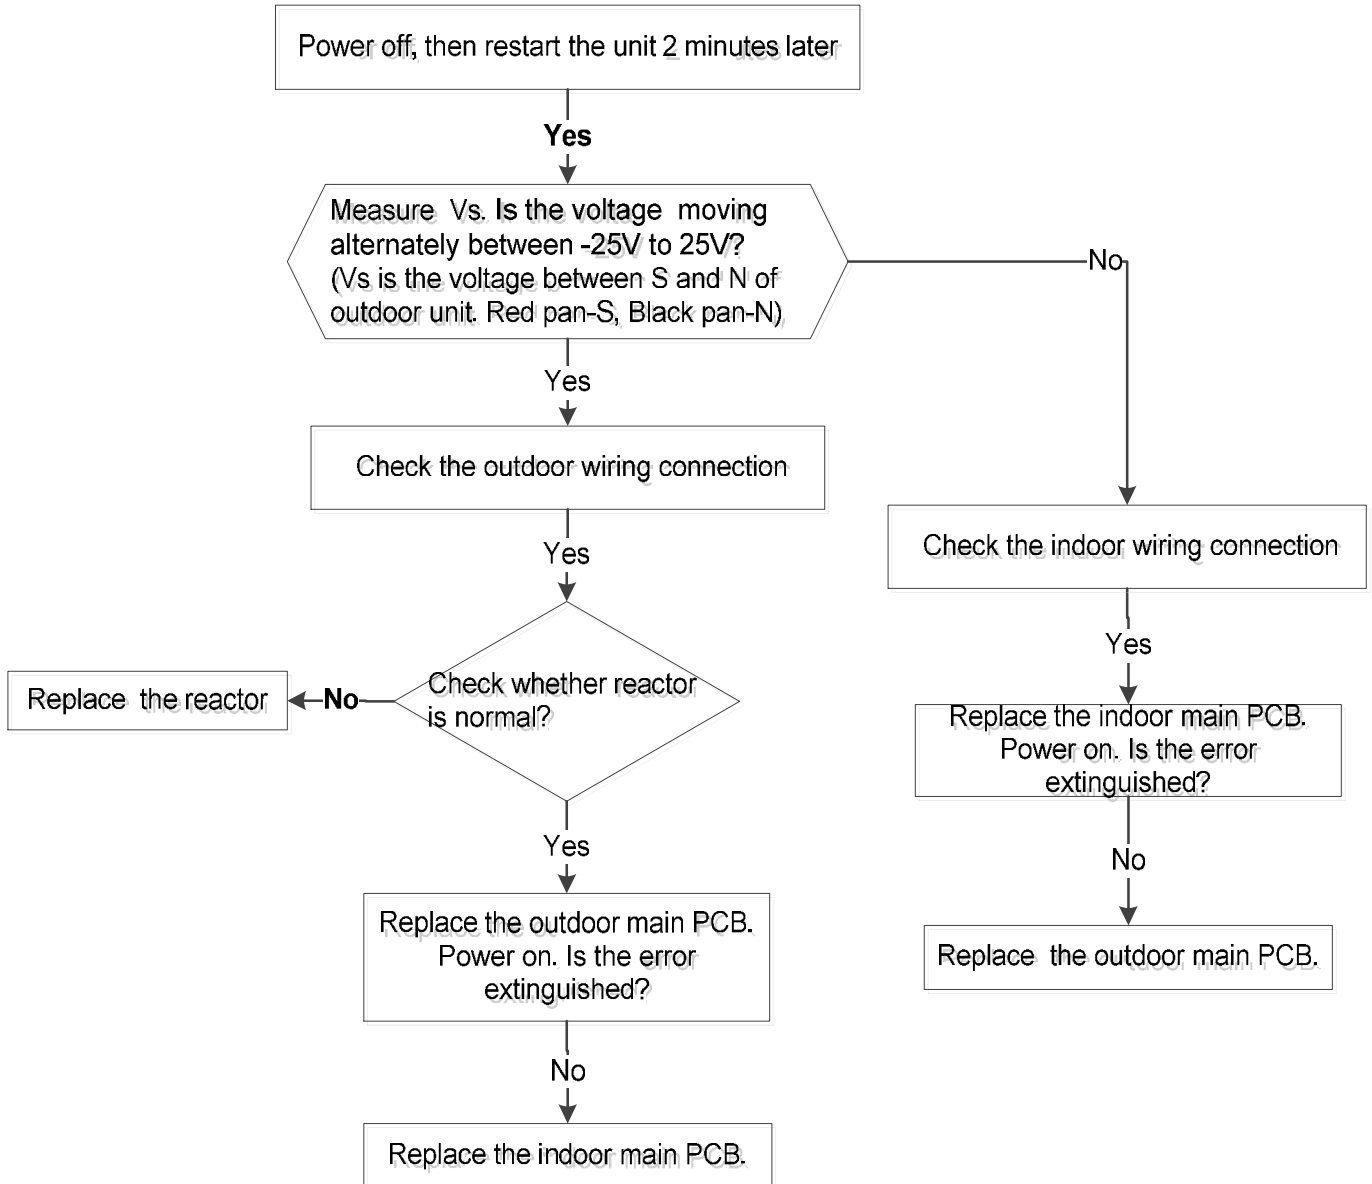 Power off, then restart the unit 2 minutes later
Yes
Measure Vs. Is the voltage moving
alternately between -25V to 25V?
(Vs is the voltage between S and N of
outdoor unit. Red pan-S, Black pan-N)
No
Yes
Check the outdoor wiring connection
Check the indoor wiring connection
Yes
Yes
Check whether reactor
is normal?
No
Replace the reactor
Replace the indoor main PCB.
Power on. Is the error
extinguished?
Yes
No
Replace the outdoor main PCB.
Power on. Is the error
extinguished?
Replace the outdoor main PCB.
No
Replace the indoor main PCB.